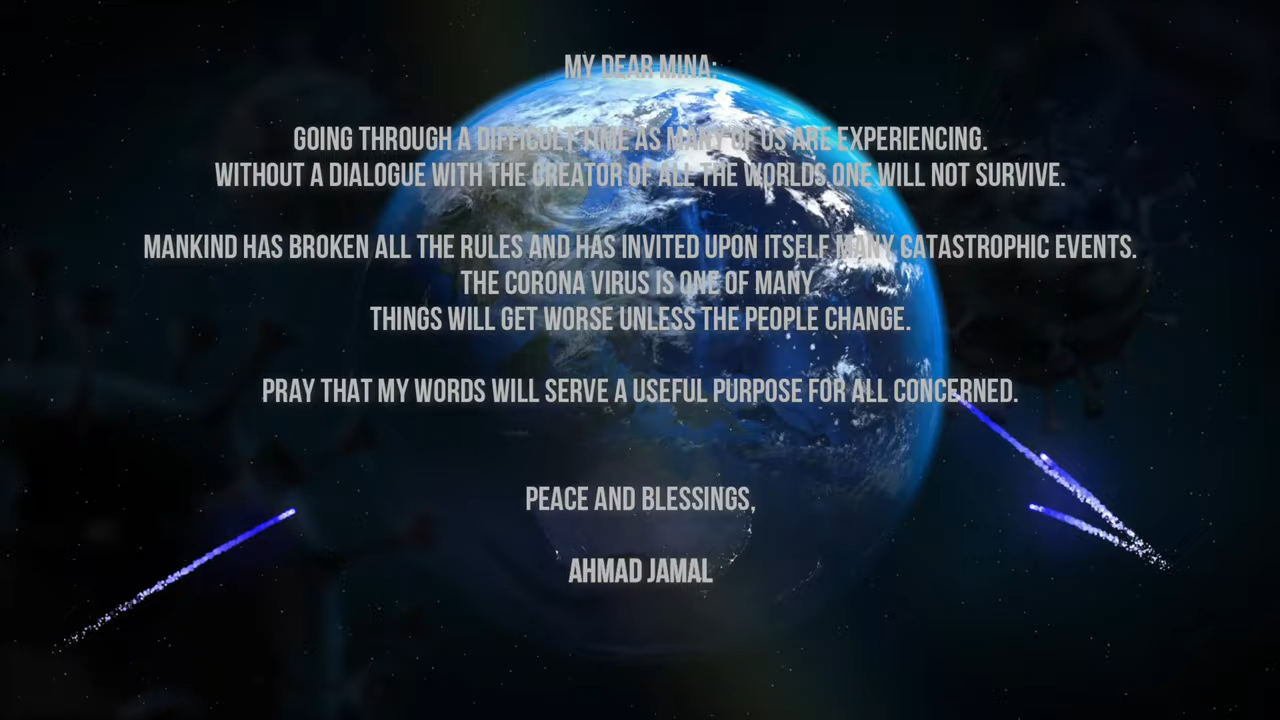 MY DEAR MINA:
GOING THROUGH A DIFFICULT TIME AS MANY OF US ARE EXPERIENCING.
WITHOUT A DIALOGUE WITH THE CREATOR OF ALL THE WORLDS ONE WILL NOT SURVIVE.
MANKIND HAS BROKEN ALL THE RULES AND HAS INVITED UPON ITSELF MANY CATASTROPHIC EVENTS.
THE CORONA VIRUS IS ONE OF MANY.
THINGS WILL GET WORSE UNLESS THE PEOPLE CHANGE.
PRAY THAT MY WORDS WILL SERVE A USEFUL PURPOSE FOR ALL CONCERNED.
PEACE AND BLESSINGS,
AHMAD JAMAL